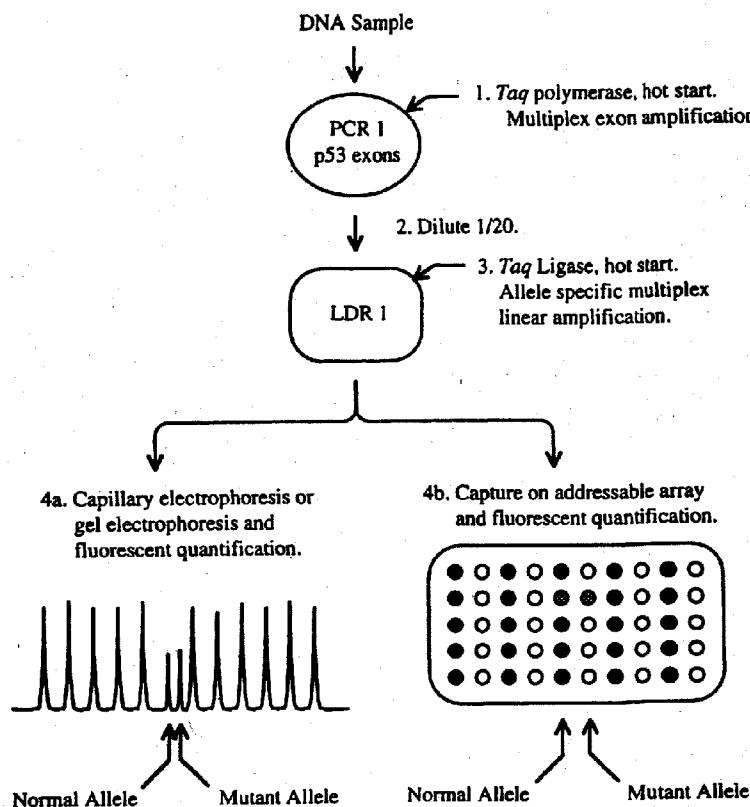 DNA Sample
PCR 1
p53 exons
1. Taq polymerase, hot start.
Multiplex exon amplification
2. Dilute 1/20.
3. Taq Ligase, hot start.
Allele specific multiplex
linear amplification.
LDR 1
4a. Capillary electrophoresis or
gel electrophoresis and
fluorescent quantification.
4b. Capture on addressable array
and fluorescent quantification.
Normal Allele
Mutant Allele
Normal Allele
Mutant Allele